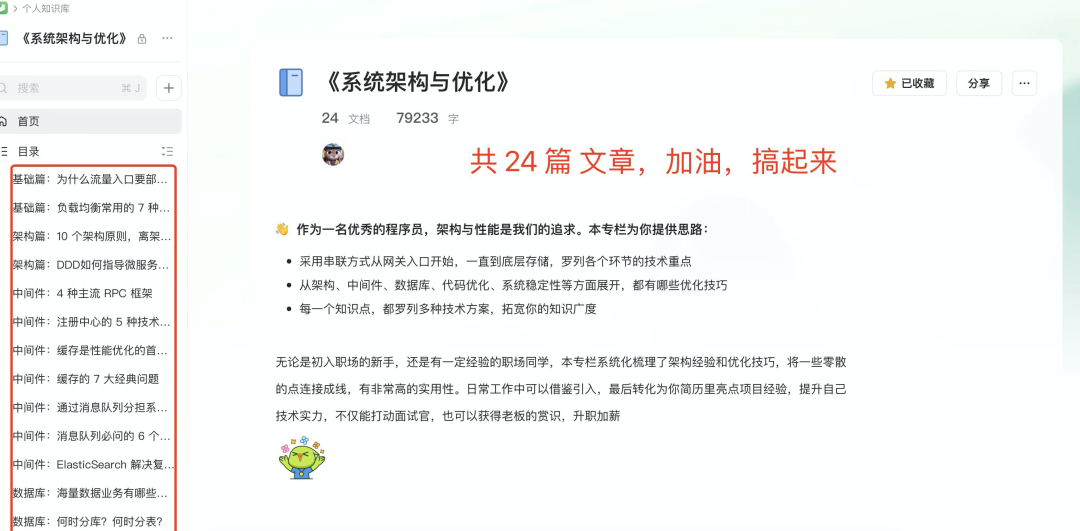 个人知识库
《系统架构与优化》
搜索
⌘ J
首页
目录
基础篇：为什么流量入口要部...
基础篇：负载均衡常用的 7 种...
架构篇：10 个架构原则，离架...
架构篇：DDD如何指导微服务...
中间件：4 种主流 RPC 框架
中间件：注册中心的 5 种技术...
中间件：缓存是性能优化的首...
中间件：缓存的 7 大经典问题
中间件：通过消息队列分担系...
中间件：消息队列必问的 6 个...
中间件：ElasticSearch 解决复...
数据库：海量数据业务有哪些...
数据库：何时分库？何时分表？
《系统架构与优化》
已收藏
分享
24 文档 79233 字
共 24 篇 文章，加油，搞起来
👋 作为一名优秀的程序员，架构与性能是我们的追求。本专栏为你提供思路：
• 采用串联方式从网关入口开始，一直到底层存储，罗列各个环节的技术重点
• 从架构、中间件、数据库、代码优化、系统稳定性等方面展开，都有哪些优化技巧
• 每一个知识点，都罗列多种技术方案，拓宽你的知识广度
无论是初入职场的新手，还是有一定经验的职场同学，本专栏系统化梳理了架构经验和优化技巧，将一些零散
的点连接成线，有非常高的实用性。日常工作中可以借鉴引入，最后转化为你简历里亮点项目经验，提升自己
技术实力，不仅能打动面试官，也可以获得老板的赏识，升职加薪